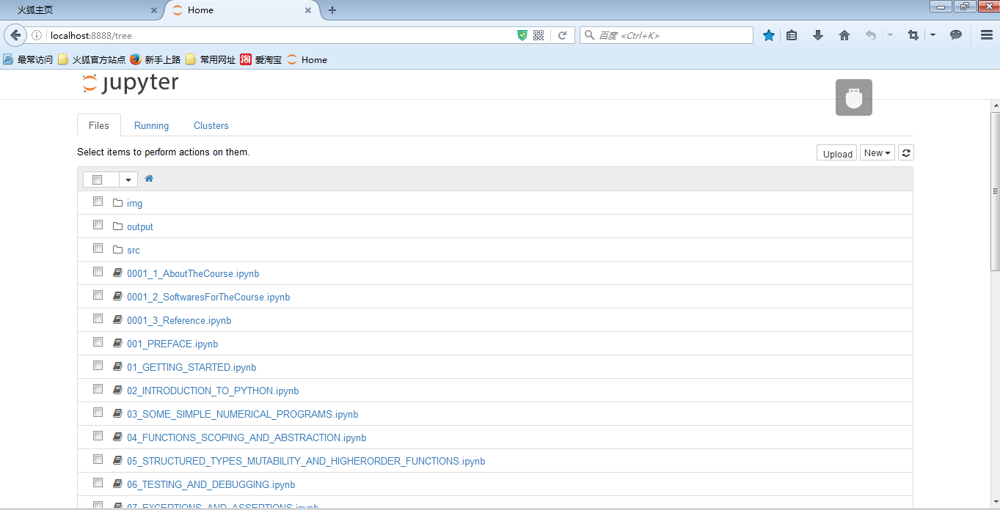 火狐主页
Home
localhost:8888/tree
百度 <Ctrl+K>
最常访问 火狐官方站点 新手上路 常用网址 淘 爱淘宝 Home
jupyter
Files Running Clusters
Select items to perform actions on them.
Upload New
img
output
src
0001_1_AboutTheCourse.ipynb
0001_2_SoftwaresForTheCourse.ipynb
0001_3_Reference.ipynb
001_PREFACE.ipynb
01_GETTING_STARTED.ipynb
02_INTRODUCTION_TO_PYTHON.ipynb
03_SOME_SIMPLE_NUMERICAL_PROGRAMS.ipynb
04_FUNCTIONS_SCOPING_AND_ABSTRACTION.ipynb
05_STRUCTURED_TYPES_MUTABILITY_AND_HIGHERORDER_FUNCTIONS.ipynb
06_TESTING_AND_DEBUGGING.ipynb
07_EXCEPTIONS_AND_ASSERTIONS.ipynb